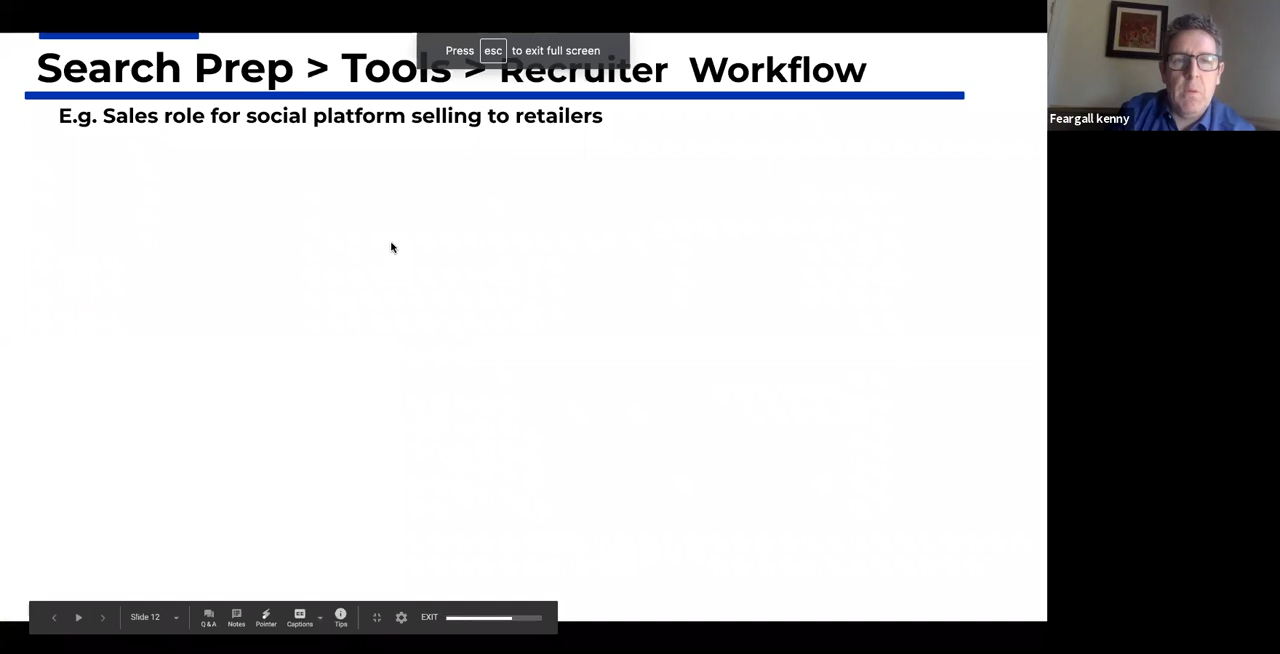 Press esc to exit full screen
Search Prep > Tools > Recruiter Workflow
E.g. Sales role for social platform selling to retailers
Feargall kenny
Slide 12
Q&A
Notes
Pointer
CC
Captions
Tips
EXIT